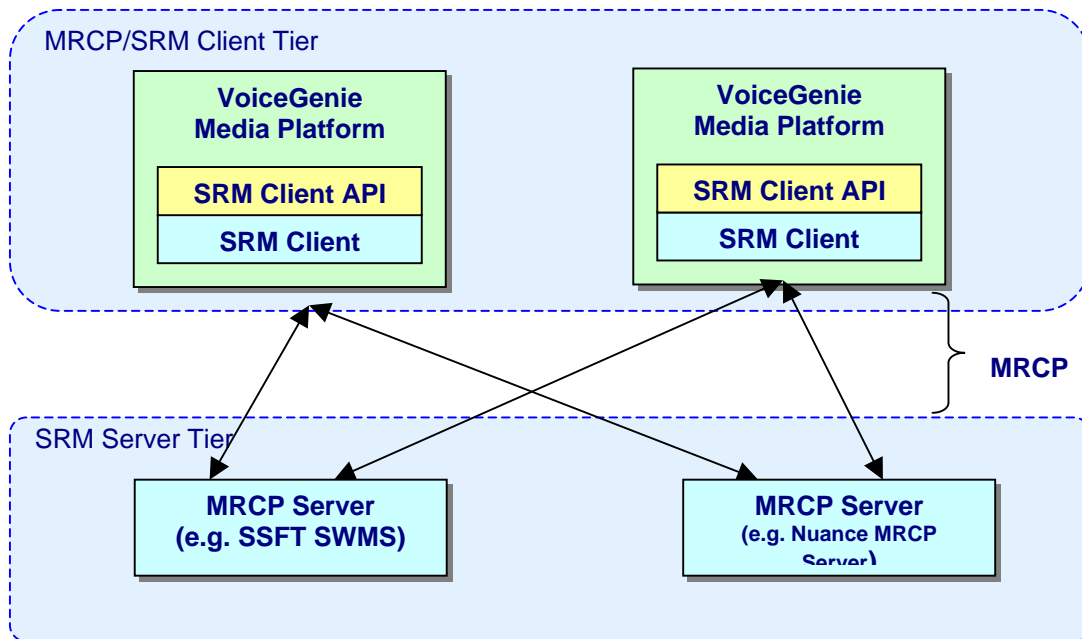 MRCP/SRM Client Tier
VoiceGenie
Media Platform
SRM Client API
SRM Client
VoiceGenie
Media Platform
SRM Client API
SRM Client
MRCP
SRM Server Tier
MRCP Server
(e.g. SSFT SWMS)
MRCP Server
(e.g. Nuance MRCP
Server)